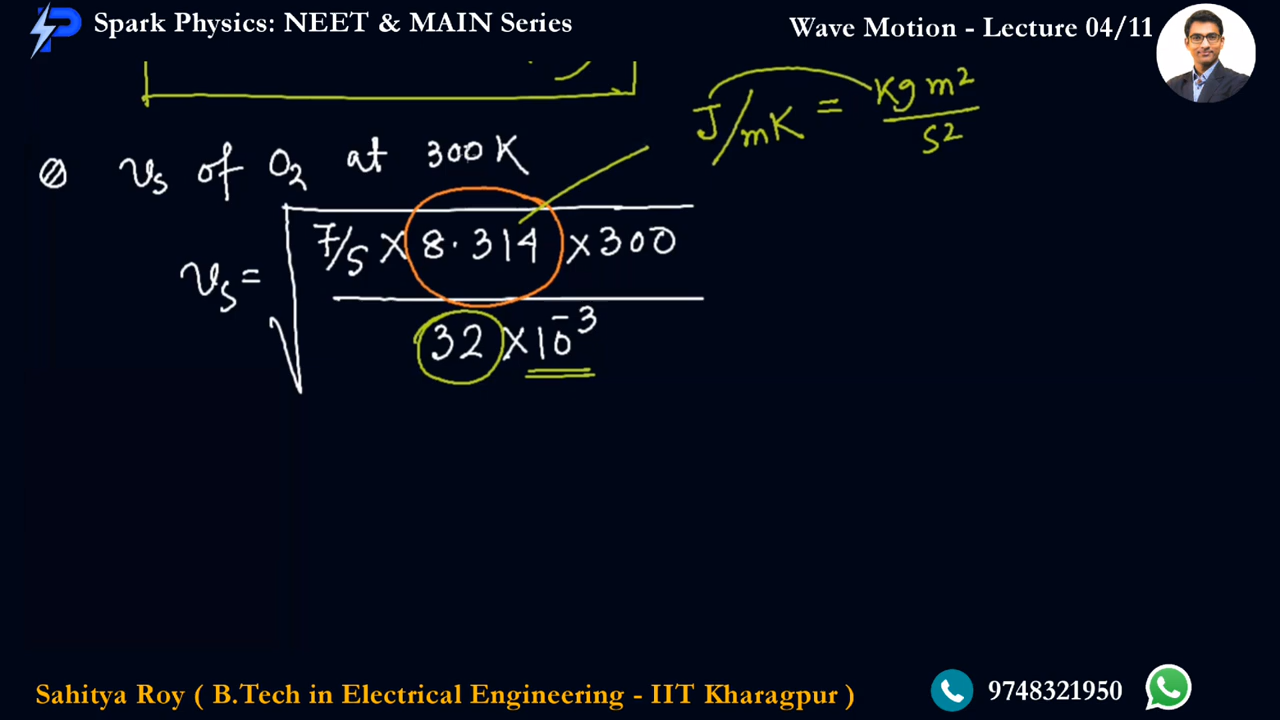 Spark Physics: NEET & MAIN Series
Wave Motion - Lecture 04/11
J/mK = Kg m²/S²
vs of O₂ at 300 K
vs = √(7/5 × 8.314 × 300 / 32 × 10⁻³)
Sahitya Roy ( B.Tech in Electrical Engineering - IIT Kharagpur )
9748321950